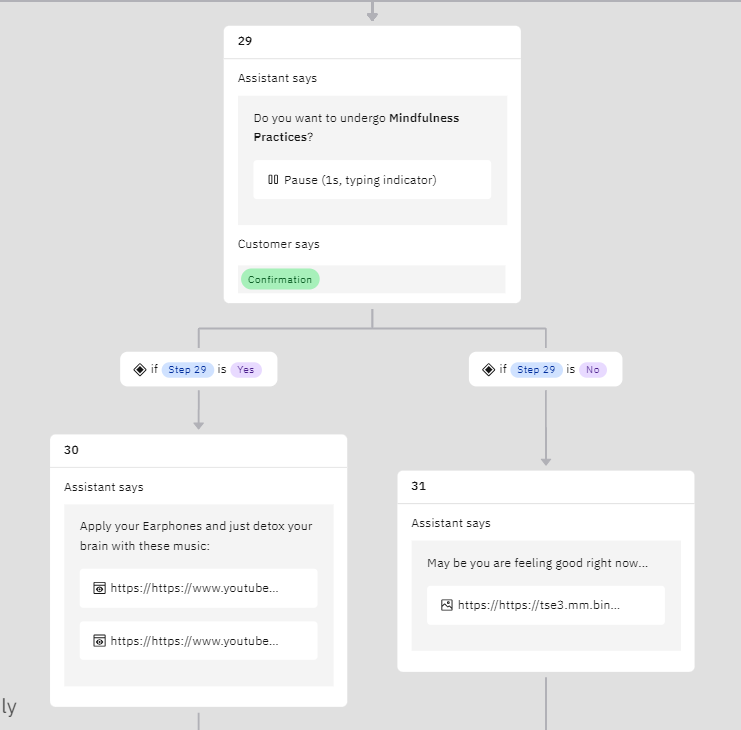 29
Assistant says
Do you want to undergo Mindfulness
Practices?
Pause (1s, typing indicator)
Customer says
Confirmation
if Step 29 is Yes
if Step 29 is No
30
Assistant says
Apply your Earphones and just detox your
brain with these music:
https://https://www.youtube...
https://https://www.youtube...
31
Assistant says
May be you are feeling good right now...
https://https://tse3.mm.bin...
ly